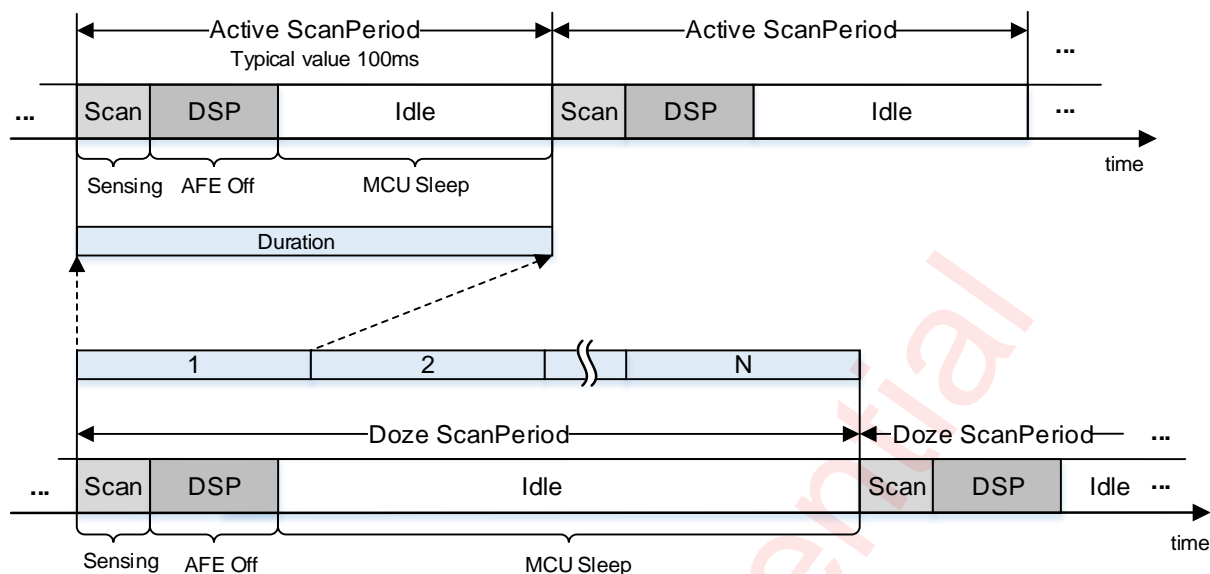 Active ScanPeriod Active ScanPeriod
Typical value 100ms ...
... Scan DSP Idle Scan DSP Idle ...
time
Sensing AFE Off MCU Sleep
Duration
1 2 N
Doze ScanPeriod Doze ScanPeriod ...
... Scan DSP Idle Scan DSP Idle ...
time
Sensing AFE Off MCU Sleep
ential